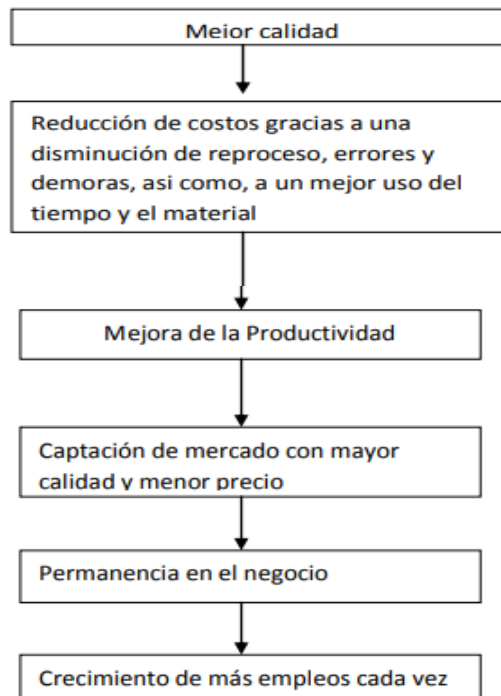 Mejor calidad
Reducción de costos gracias a una
disminución de reproceso, errores y
demoras, asi como, a un mejor uso del
tiempo y el material
Mejora de la Productividad
Captación de mercado con mayor
calidad y menor precio
Permanencia en el negocio
Crecimiento de más empleos cada vez